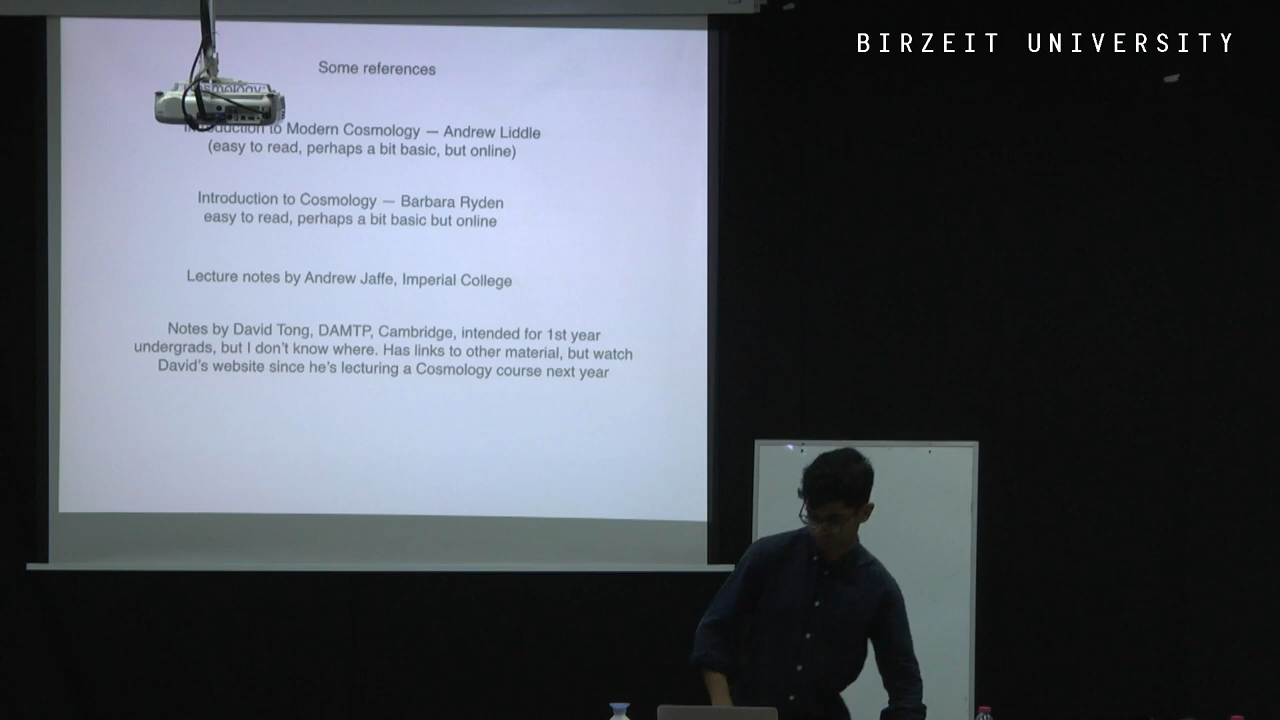 BIRZEIT UNIVERSITY
Some references
Cosmology:
Introduction to Modern Cosmology — Andrew Liddle
(easy to read, perhaps a bit basic, but online)
Introduction to Cosmology — Barbara Ryden
easy to read, perhaps a bit basic but online
Lecture notes by Andrew Jaffe, Imperial College
Notes by David Tong, DAMTP, Cambridge, intended for 1st year
undergrads, but I don't know where. Has links to other material, but watch
David's website since he's lecturing a Cosmology course next year